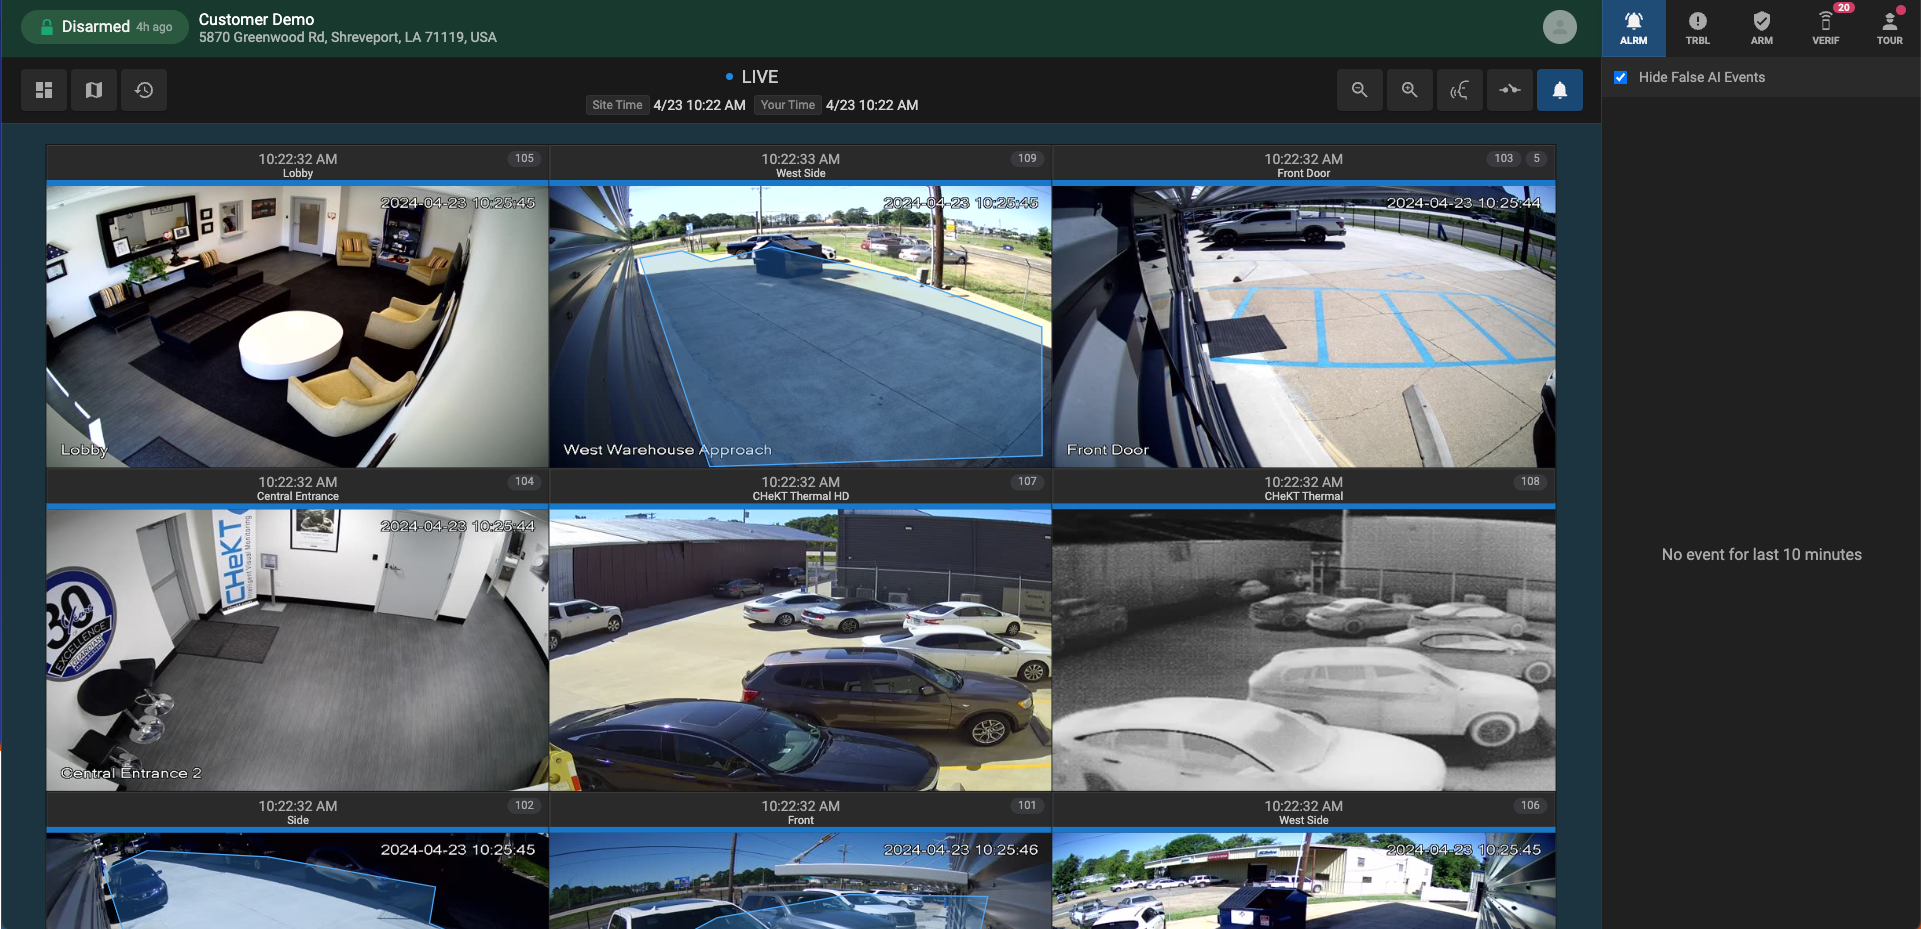 Disarmed 4h ago
Customer Demo
5870 Greenwood Rd, Shreveport, LA 71119, USA
ALRM
TRBL
ARM
20
VERIF
TOUR
LIVE
Site Time 4/23 10:22 AM Your Time 4/23 10:22 AM
Hide False AI Events
10:22:32 AM
105
Lobby
2024-04-23 10:25:45
Lobby
10:22:33 AM
109
West Side
2024-04-23 10:25:45
West Warehouse Approach
10:22:32 AM
103 5
Front Door
2024-04-23 10:25:44
Front Door
10:22:32 AM
104
Central Entrance
2024-04-23 10:25:44
CHeKT
Intelligent Visual Monitoring
30
Years
EXCELLENCE
GUARDIAN
Central Entrance 2
10:22:32 AM
107
CHeKT Thermal HD
10:22:32 AM
108
CHeKT Thermal
No event for last 10 minutes
10:22:32 AM
102
Side
2024-04-23 10:25:45
10:22:32 AM
101
Front
2024-04-23 10:25:46
10:22:32 AM
106
West Side
2024-04-23 10:25:45